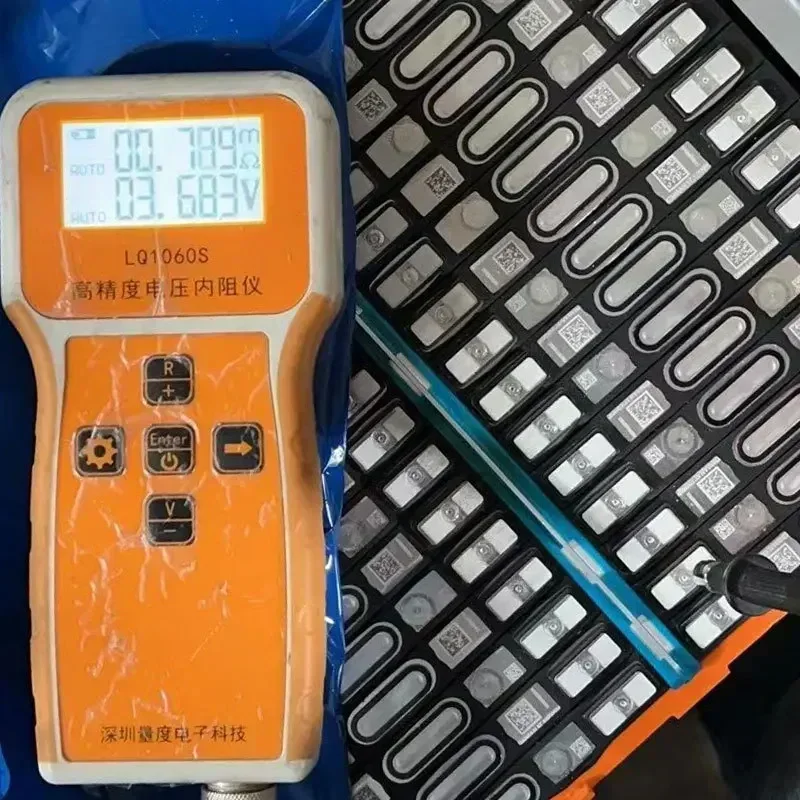 AUTO 00.789mΩ
AUTO 03.683V
LQ1060S
高精度电压内阻仪
R
+
Enter
V
-
深圳量度电子科技